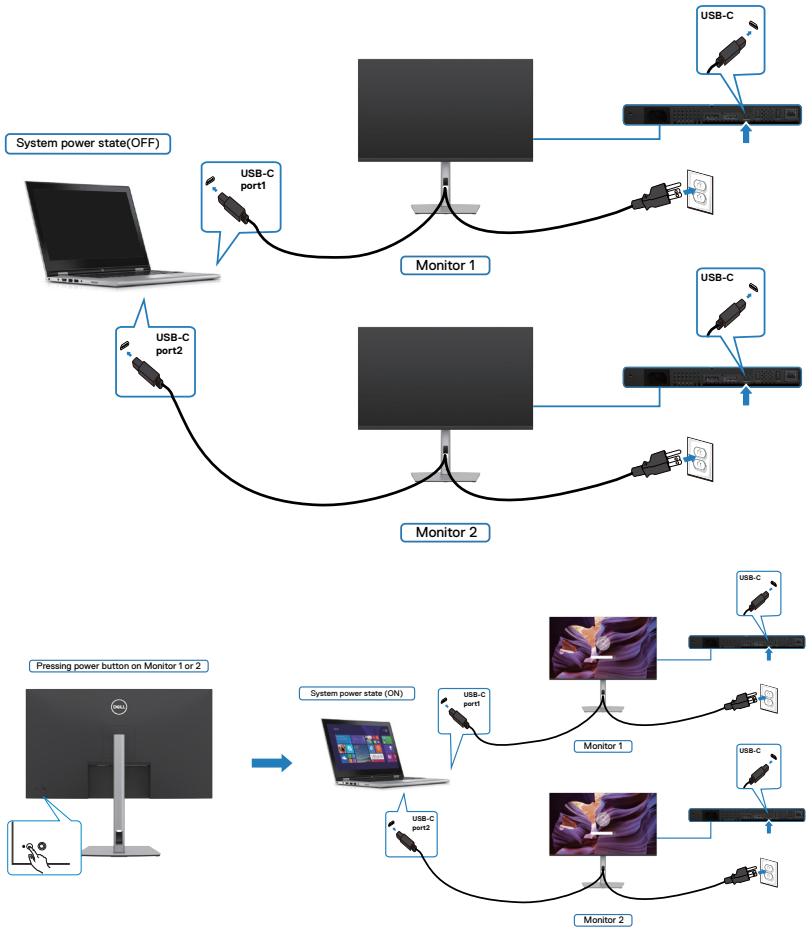 USB-C
System power state(OFF)
USB-C
port1
Monitor 1
USB-C
USB-C
port2
Monitor 2
USB-C
Pressing power button on Monitor 1 or 2
System power state (ON)
USB-C
port1
DELL
Monitor 1
USB-C
USB-C
port2
Monitor 2